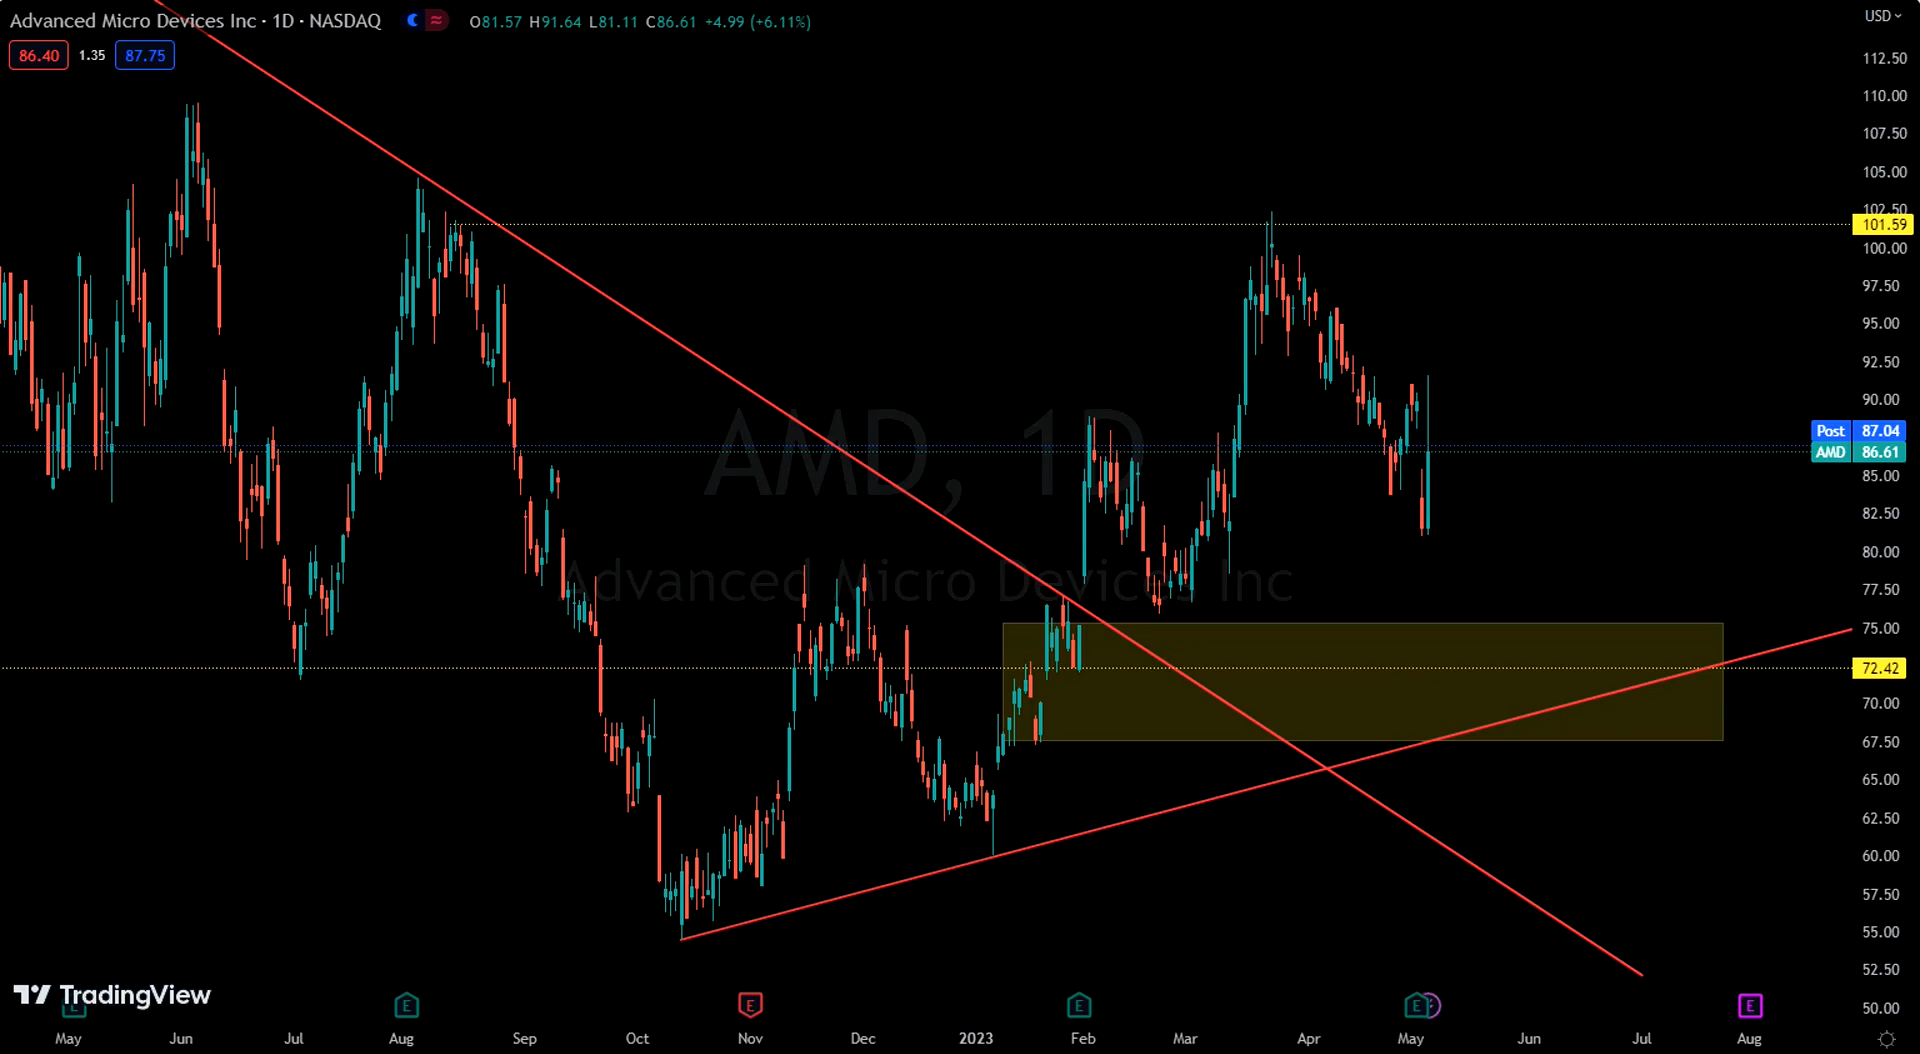 Advanced Micro Devices Inc · 1D · NASDAQ O81.57 H91.64 L81.11 C86.61 +4.99 (+6.11%)
USD
86.40 1.35 87.75
112.50
110.00
107.50
105.00
102.50
101.59
100.00
97.50
95.00
92.50
90.00
Post 87.04
AMD 86.61
85.00
82.50
80.00
77.50
75.00
72.42
70.00
67.50
65.00
62.50
60.00
57.50
55.00
52.50
50.00
AMD, 1D
Advanced Micro Devices Inc
TradingView
E E E E E E
May Jun Jul Aug Sep Oct Nov Dec 2023 Feb Mar Apr May Jun Jul Aug